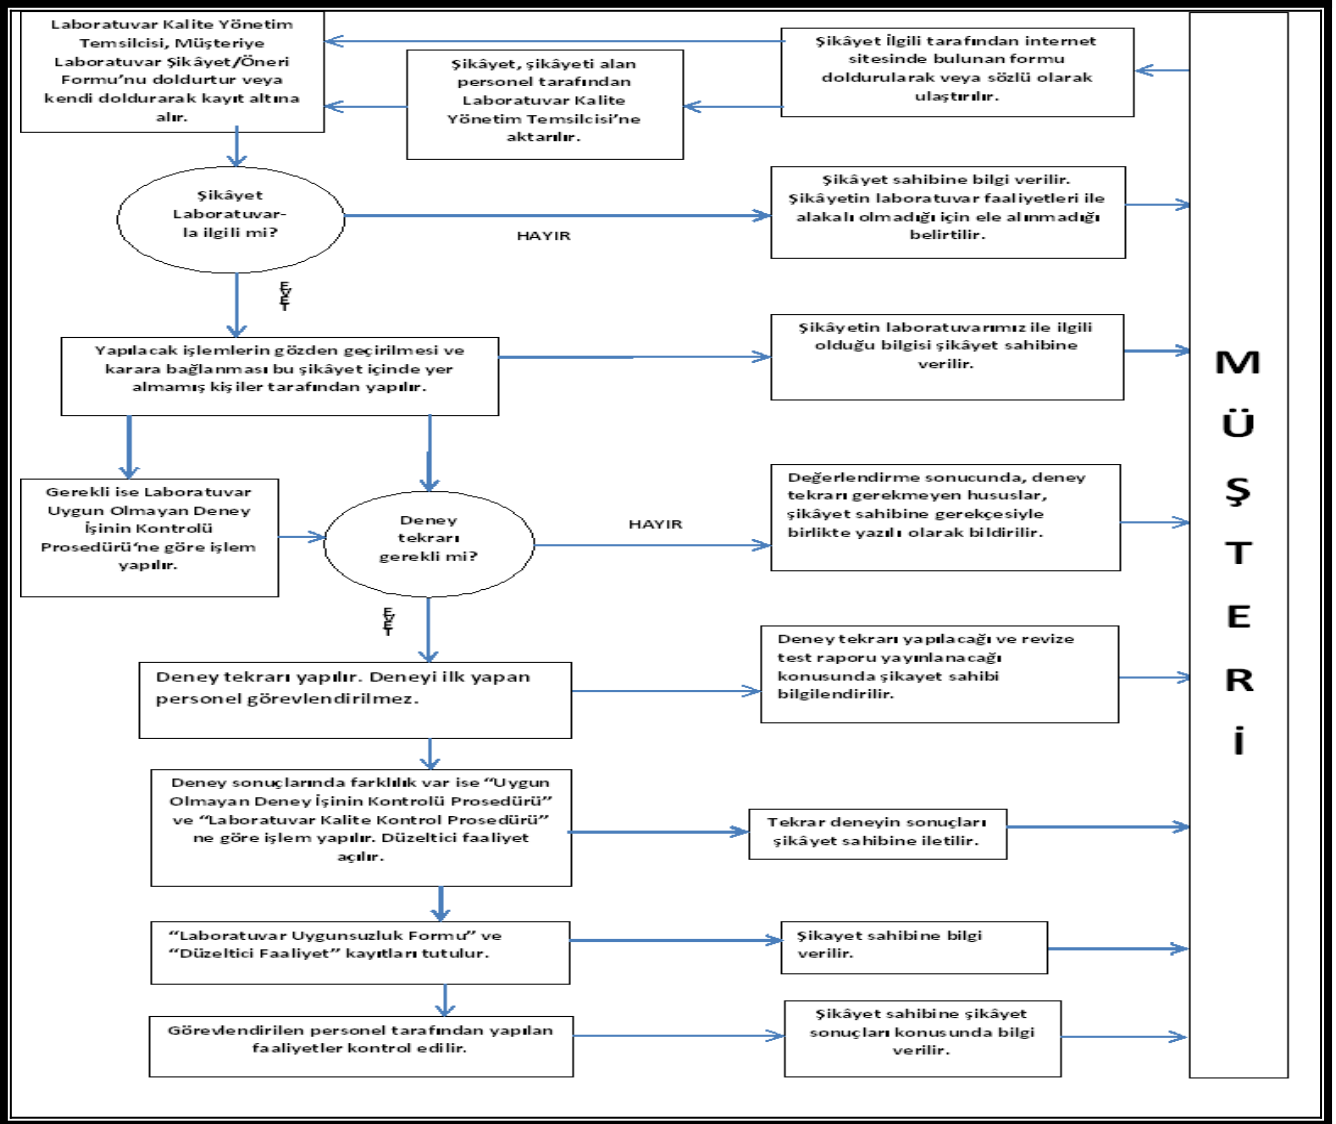 Laboratuvar Kalite Yönetim
Temsilcisi, Müşteriye
Laboratuvar Şikâyet/Öneri
Formu’nu doldurtur veya
kendi doldurarak kayıt altına
alır.
Şikâyet, şikâyeti alan
personel tarafından
Laboratuvar Kalite
Yönetim Temsilcisi’ne
aktarılır.
Şikâyet İlgili tarafından internet
sitesinde bulunan formu
doldurularak veya sözlü olarak
ulaştırılır.
Şikâyet
Laboratuvar-
la ilgili mi?
HAYIR
Şikâyet sahibine bilgi verilir.
Şikâyetin laboratuvar faaliyetleri ile
alakalı olmadığı için ele alınmadığı
belirtilir.
EVET
Yapılacak işlemlerin gözden geçirilmesi ve
karara bağlanması bu şikâyet içinde yer
almamış kişiler tarafından yapılır.
Şikâyetin laboratuvarımız ile ilgili
olduğu bilgisi şikâyet sahibine
verilir.
Gerekli ise Laboratuvar
Uygun Olmayan Deney
İşinin Kontrolü
Prosedürü‘ne göre işlem
yapılır.
Deney
tekrarı
gerekli mi?
HAYIR
Değerlendirme sonucunda, deney
tekrarı gerekmeyen hususlar,
şikâyet sahibine gerekçesiyle
birlikte yazılı olarak bildirilir.
EVET
Deney tekrarı yapılır. Deneyi ilk yapan
personel görevlendirilmez.
Deney tekrarı yapılacağı ve revize
test raporu yayınlanacağı
konusunda şikayet sahibi
bilgilendirilir.
Deney sonuçlarında farklılık var ise “Uygun
Olmayan Deney İşinin Kontrolü Prosedürü”
ve “Laboratuvar Kalite Kontrol Prosedürü”
ne göre işlem yapılır. Düzeltici faaliyet
açılır.
Tekrar deneyin sonuçları
şikâyet sahibine iletilir.
“Laboratuvar Uygunsuzluk Formu” ve
“Düzeltici Faaliyet” kayıtları tutulur.
Şikayet sahibine bilgi
verilir.
Görevlendirilen personel tarafından yapılan
faaliyetler kontrol edilir.
Şikâyet sahibine şikâyet
sonuçları konusunda bilgi
verilir.
M
Ü
Ş
T
E
R
İ